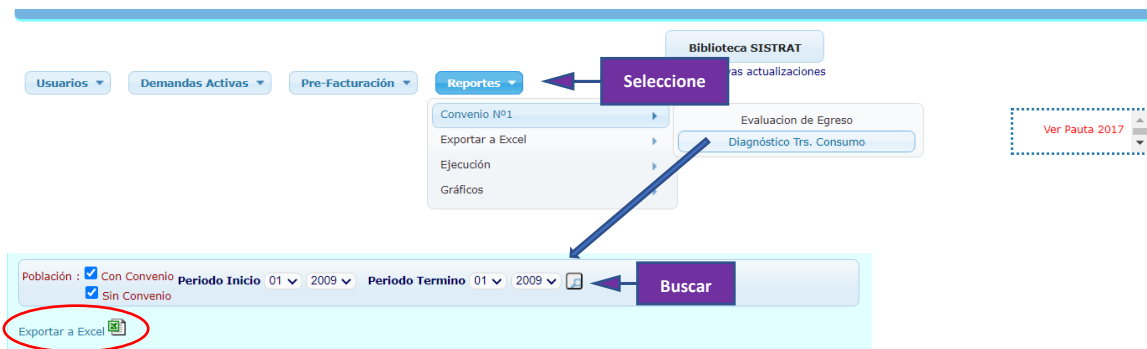 Biblioteca SISTRAT
vas actualizaciones
Usuarios
Demandas Activas
Pre-Facturación
Reportes
Seleccione
Convenio Nº1
Exportar a Excel
Ejecución
Gráficos
Evaluacion de Egreso
Diagnóstico Trs. Consumo
Ver Pauta 2017
Población : Con Convenio Periodo Inicio 01 2009 Periodo Termino 01 2009
Sin Convenio
Buscar
Exportar a Excel